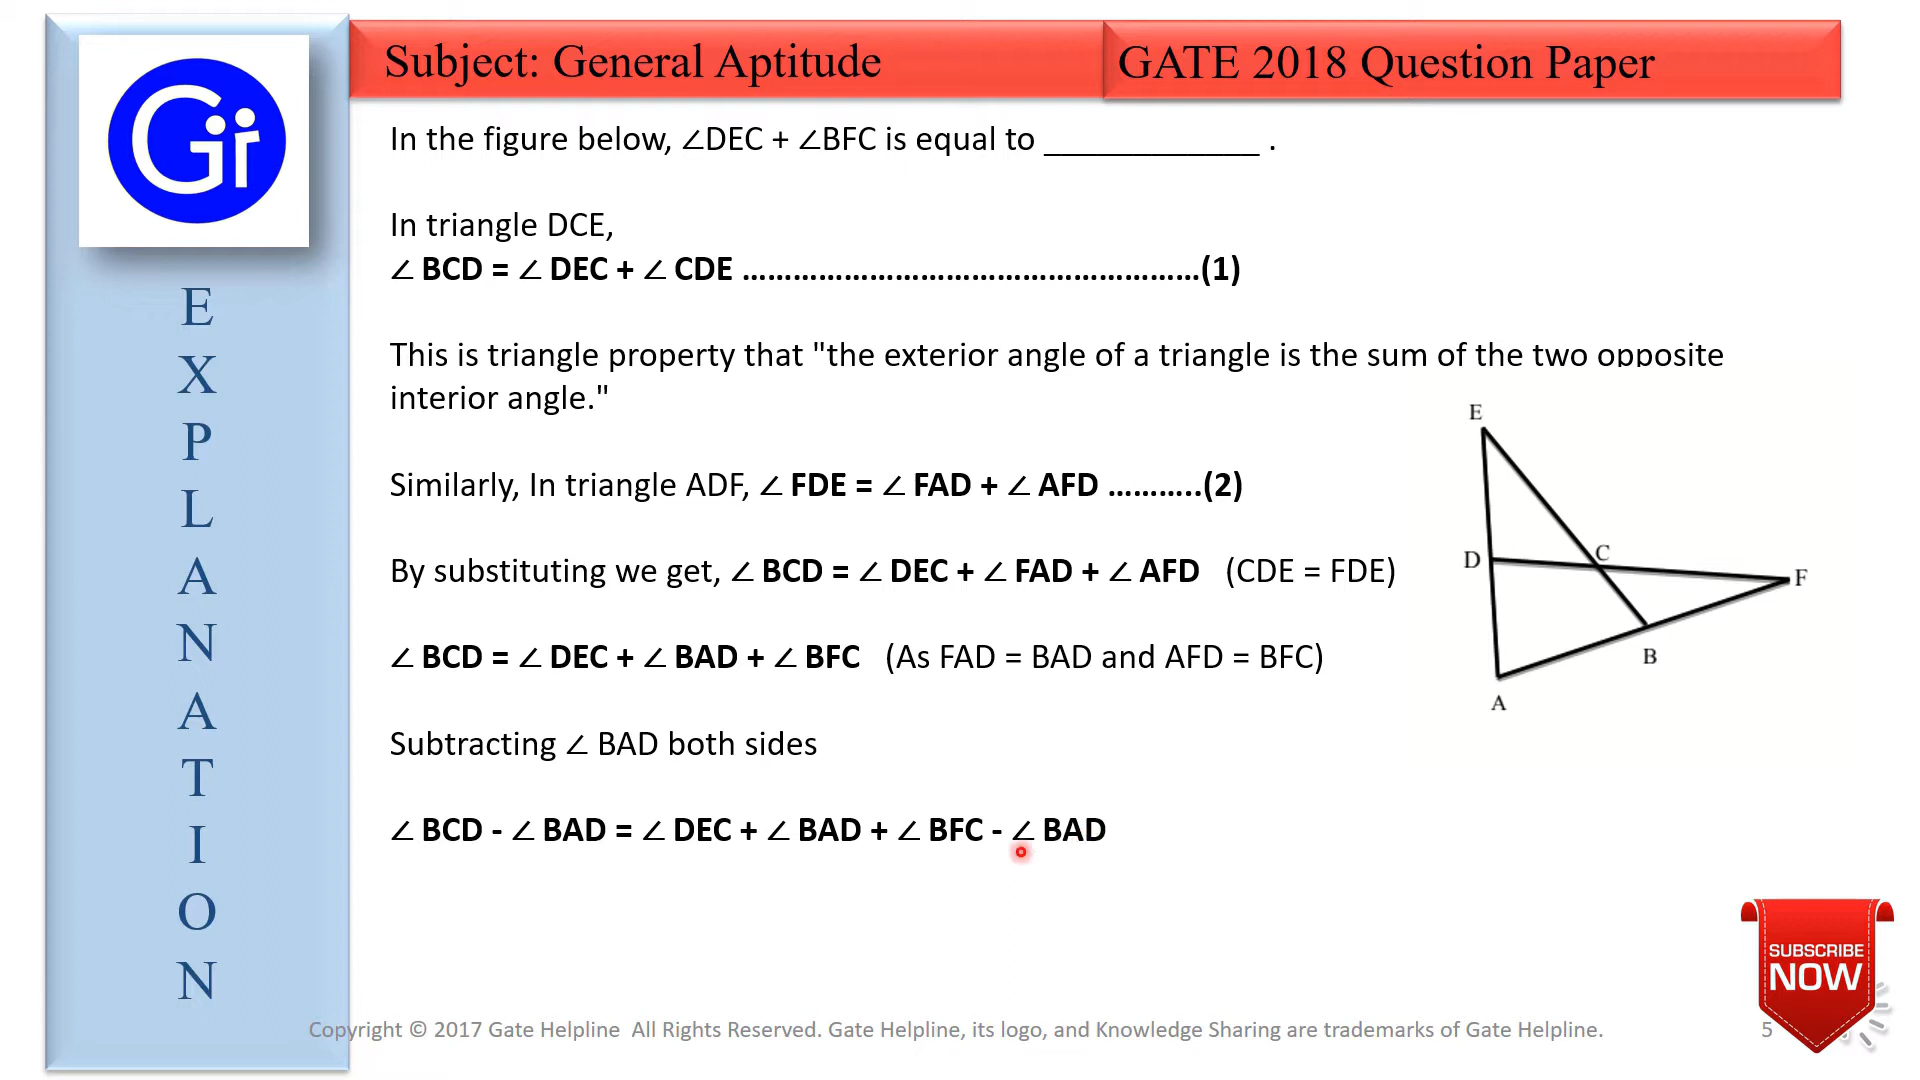 Gi
Subject: General Aptitude
GATE 2018 Question Paper
EXPLANATION
In the figure below, ∠DEC + ∠BFC is equal to ____________ .
In triangle DCE,
∠ BCD = ∠ DEC + ∠ CDE ……………………………………………(1)
This is triangle property that "the exterior angle of a triangle is the sum of the two opposite
interior angle."
Similarly, In triangle ADF, ∠ FDE = ∠ FAD + ∠ AFD ………..(2)
By substituting we get, ∠ BCD = ∠ DEC + ∠ FAD + ∠ AFD (CDE = FDE)
∠ BCD = ∠ DEC + ∠ BAD + ∠ BFC (As FAD = BAD and AFD = BFC)
Subtracting ∠ BAD both sides
∠ BCD - ∠ BAD = ∠ DEC + ∠ BAD + ∠ BFC - ∠ BAD
E
D
C
F
B
A
SUBSCRIBE
NOW
Copyright © 2017 Gate Helpline All Rights Reserved. Gate Helpline, its logo, and Knowledge Sharing are trademarks of Gate Helpline.
5